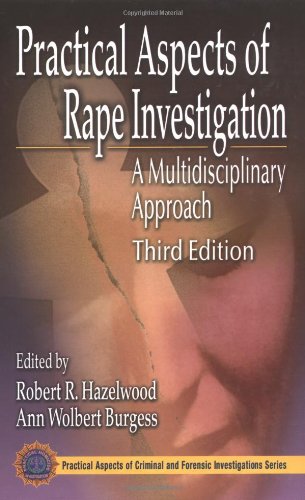 Practical Aspects of
Rape Investigation
A Multidisciplinary
Approach
Third Edition
Edited by
Robert R. Hazelwood
Ann Wolbert Burgess
Practical Aspects of Criminal and Forensic Investigations Series